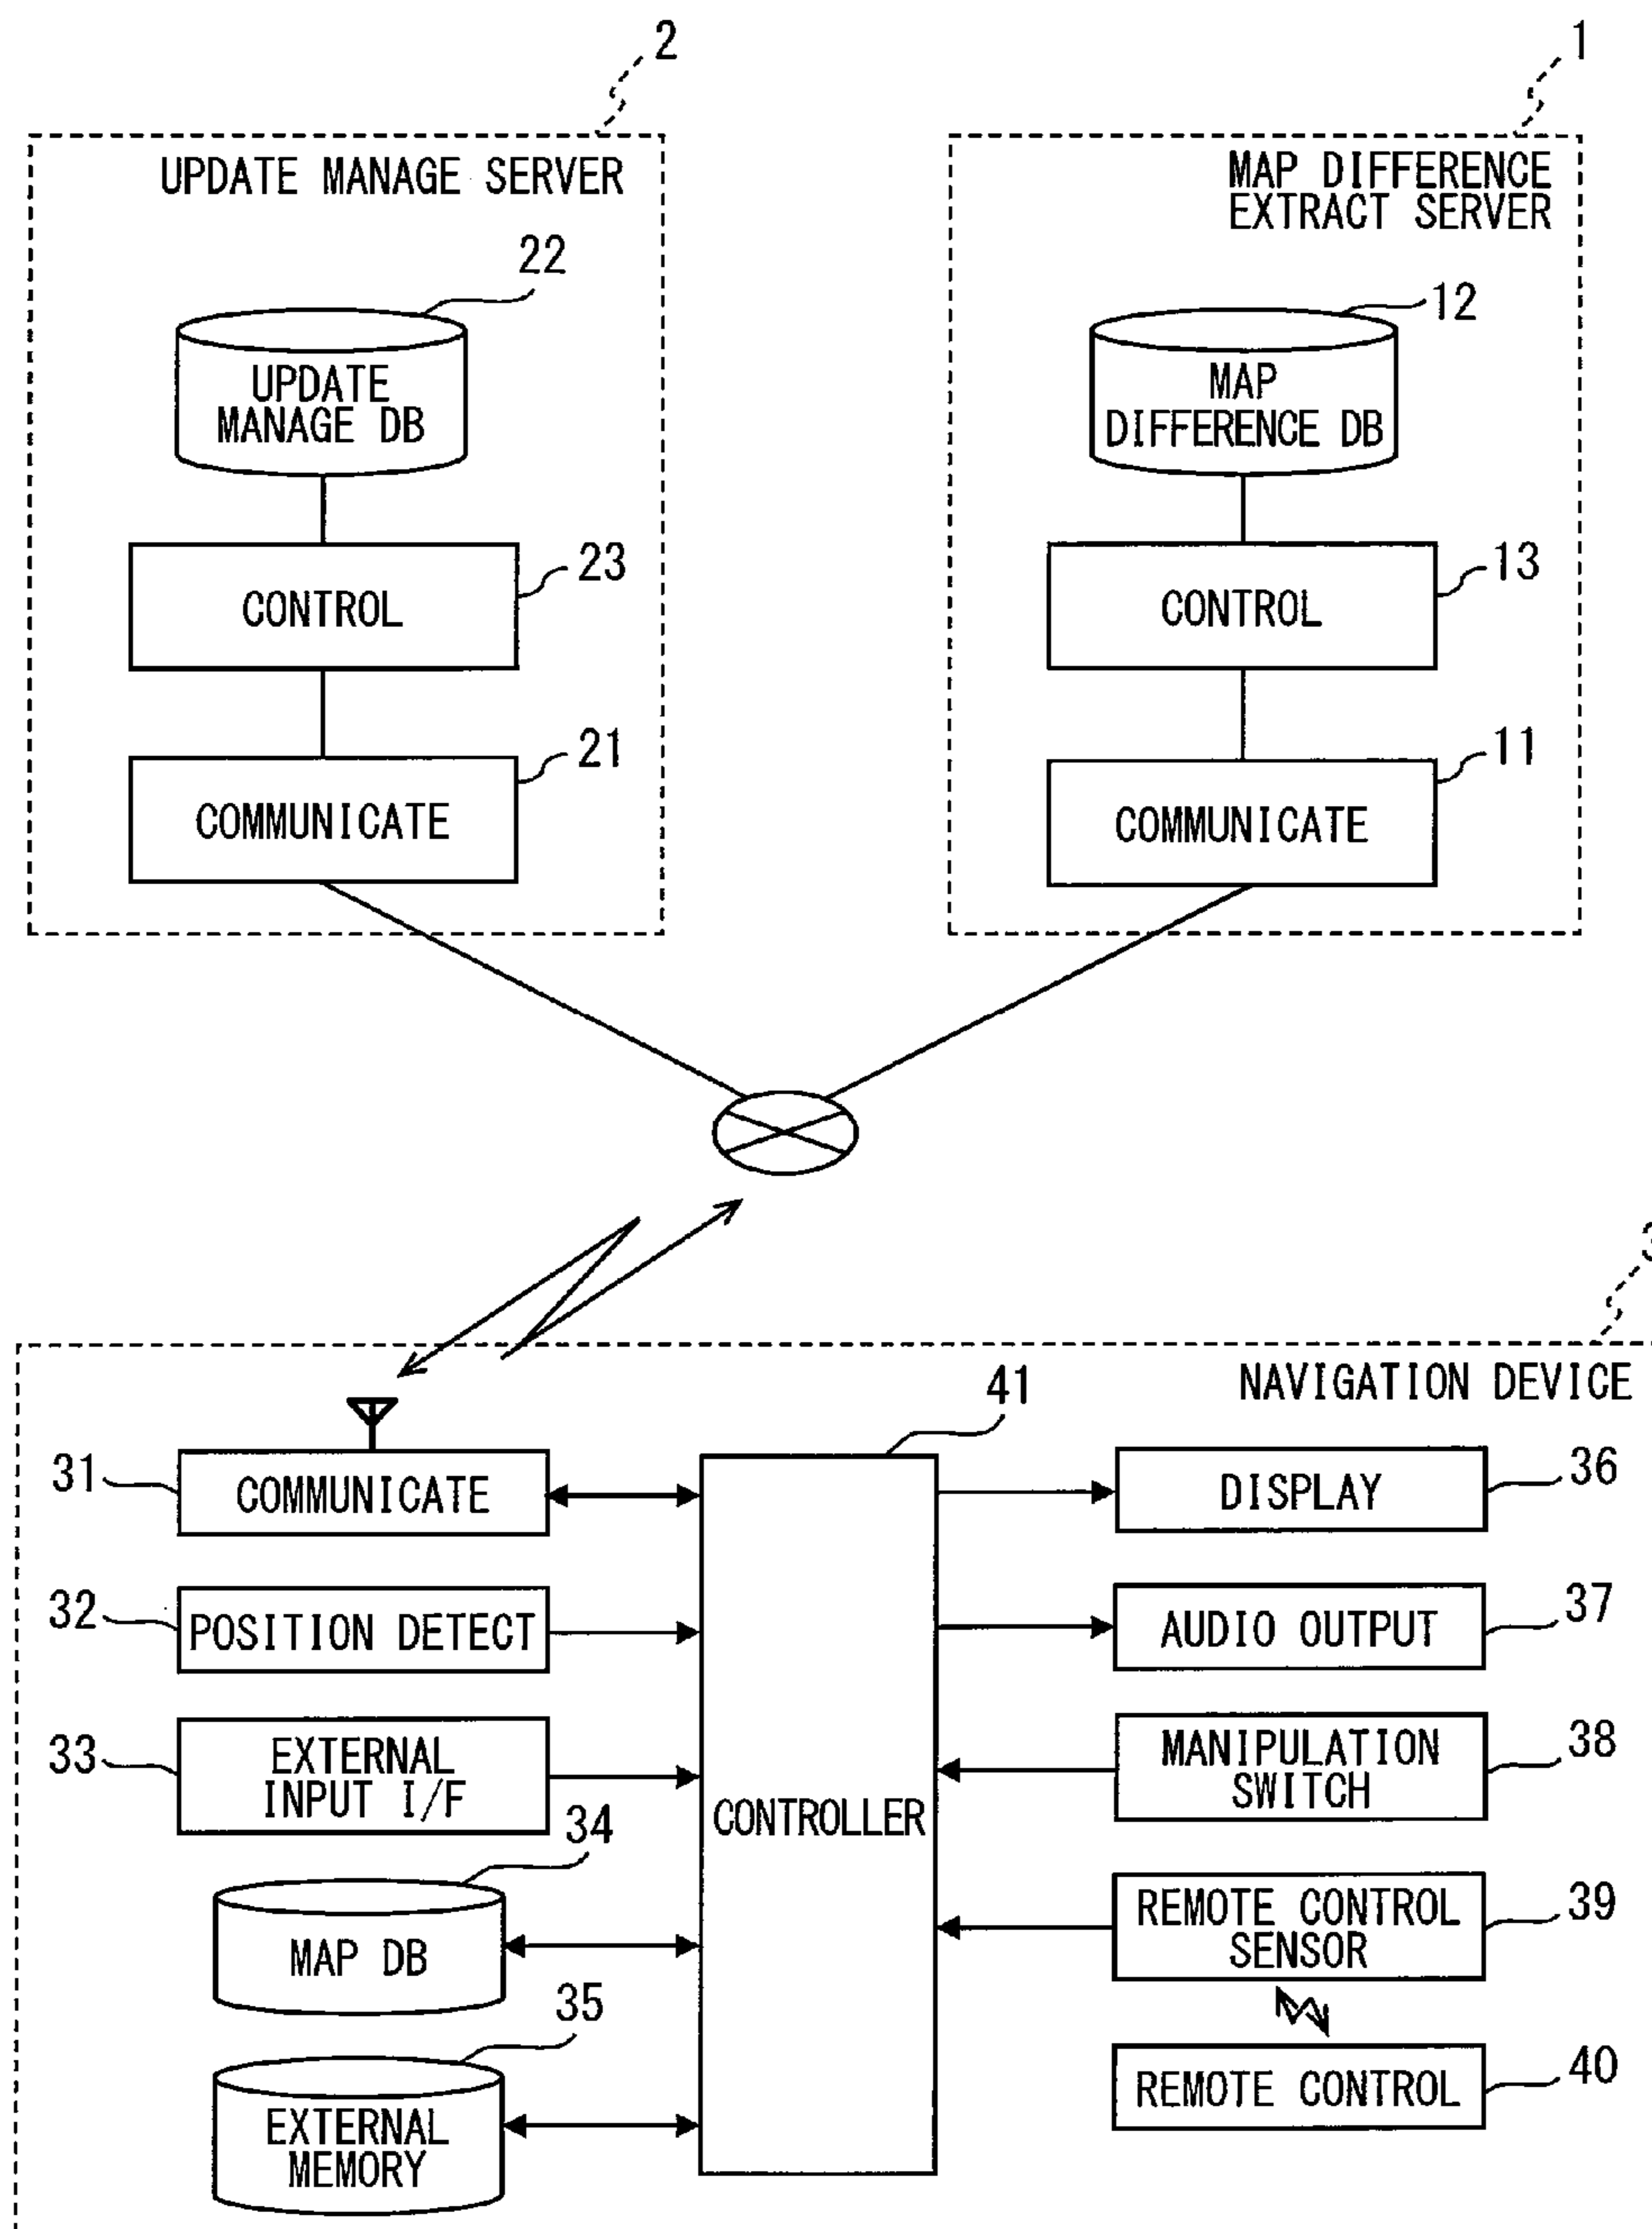 2
1
UPDATE MANAGE SERVER
MAP DIFFERENCE
EXTRACT SERVER
22
UPDATE
MANAGE DB
12
MAP
DIFFERENCE DB
23
CONTROL
13
CONTROL
21
COMMUNICATE
11
COMMUNICATE
3
NAVIGATION DEVICE
41
CONTROLLER
31
COMMUNICATE
32
POSITION DETECT
33
EXTERNAL
INPUT I/F
34
MAP DB
35
EXTERNAL
MEMORY
DISPLAY
36
AUDIO OUTPUT
37
MANIPULATION
SWITCH
38
REMOTE CONTROL
SENSOR
39
REMOTE CONTROL
40